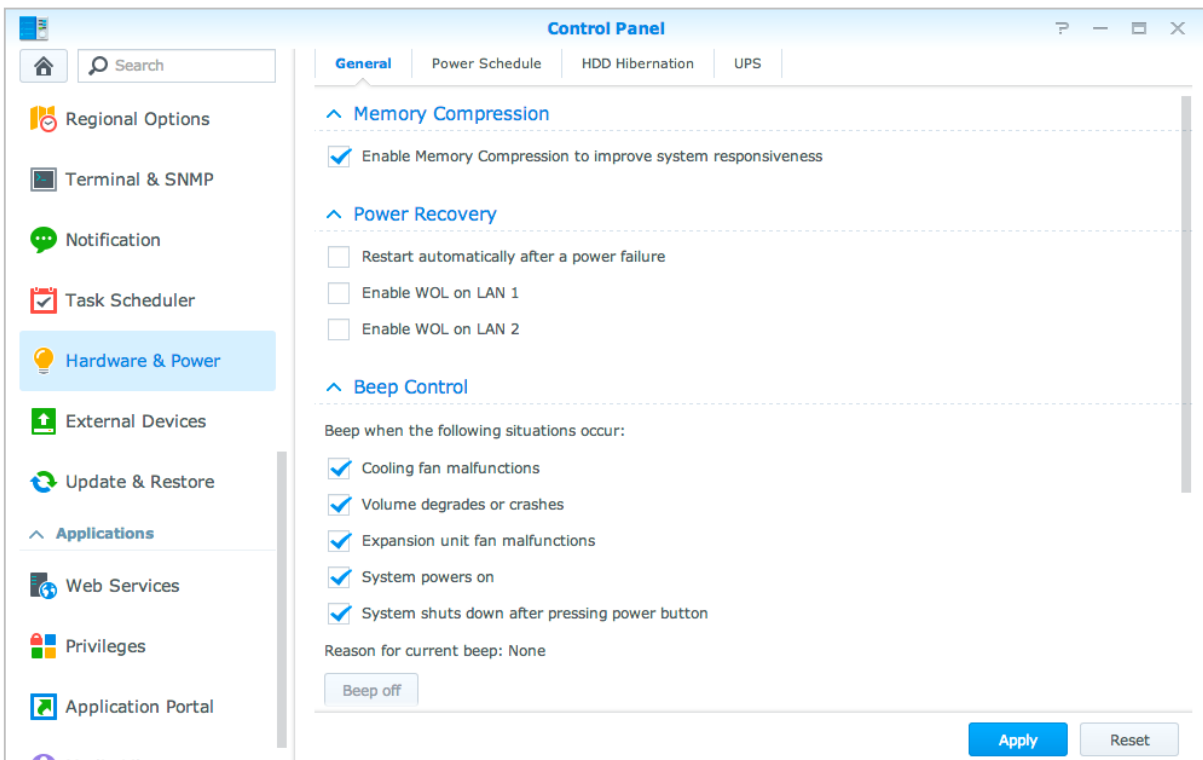 Control Panel
Search
General Power Schedule HDD Hibernation UPS
Regional Options
Terminal & SNMP
Notification
Task Scheduler
Hardware & Power
External Devices
Update & Restore
Applications
Web Services
Privileges
Application Portal
Memory Compression
Enable Memory Compression to improve system responsiveness
Power Recovery
Restart automatically after a power failure
Enable WOL on LAN 1
Enable WOL on LAN 2
Beep Control
Beep when the following situations occur:
Cooling fan malfunctions
Volume degrades or crashes
Expansion unit fan malfunctions
System powers on
System shuts down after pressing power button
Reason for current beep: None
Beep off
Apply Reset